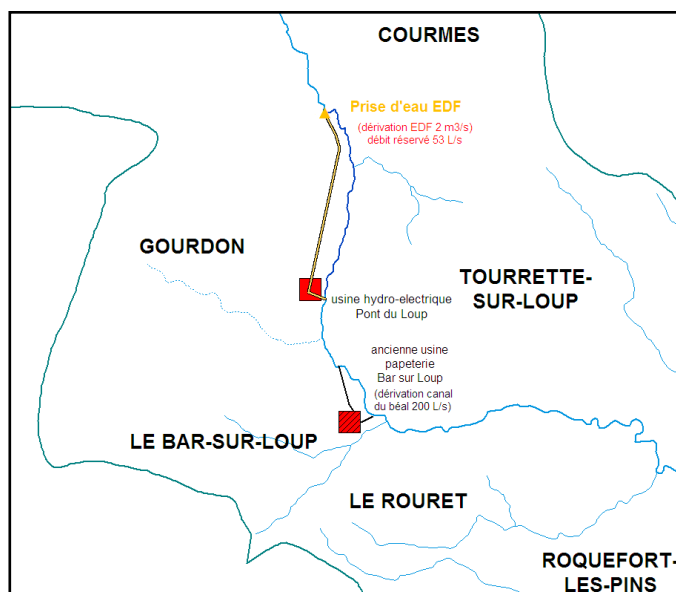 COURMES
Prise d'eau EDF
(dérivation EDF 2 m3/s)
débit réservé 53 L/s
GOURDON
TOURRETTE-
SUR-LOUP
usine hydro-electrique
Pont du Loup
ancienne usine
papeterie
Bar sur Loup
(dérivation canal
du béal 200 L/s)
LE BAR-SUR-LOUP
LE ROURET
ROQUEFORT-
LES-PINS